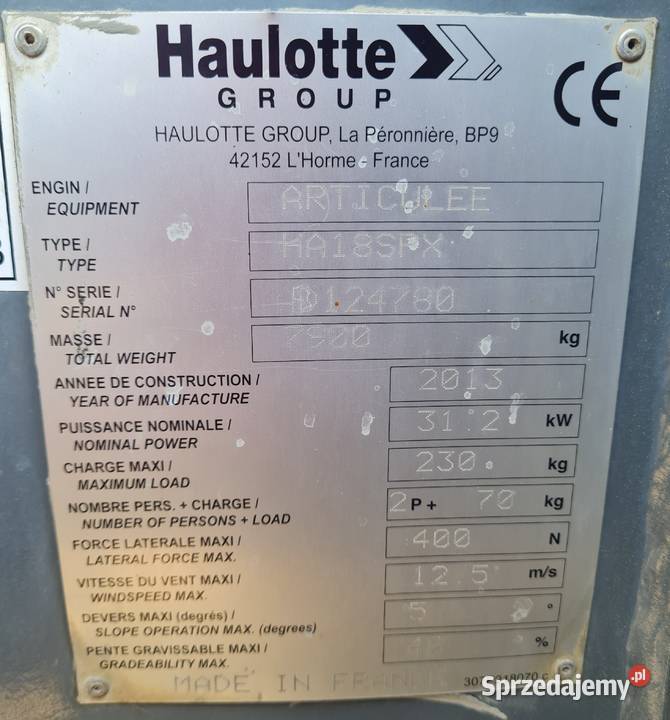 Haulotte
GROUP
CE
HAULOTTE GROUP, La Péronnière, BP9
42152 L'Horme - France
ENGIN / ARTICULEE
EQUIPMENT
TYPE / HA18SPX
TYPE
N° SERIE / AD124780
SERIAL N°
MASSE / 7900 kg
TOTAL WEIGHT
ANNEE DE CONSTRUCTION / 2013
YEAR OF MANUFACTURE
PUISSANCE NOMINALE / 31.2 kW
NOMINAL POWER
CHARGE MAXI / 230 kg
MAXIMUM LOAD
NOMBRE PERS. + CHARGE / 2 P + 70 kg
NUMBER OF PERSONS + LOAD
FORCE LATERALE MAXI / 400 N
LATERAL FORCE MAX.
VITESSE DU VENT MAXI / 12.5 m/s
WINDSPEED MAX.
DEVERS MAXI (degrés) / 5 °
SLOPE OPERATION MAX. (degrees)
PENTE GRAVISSABLE MAXI / %
GRADEABILITY MAX.
MADE IN FRANCE
Sprzedajemy.pl